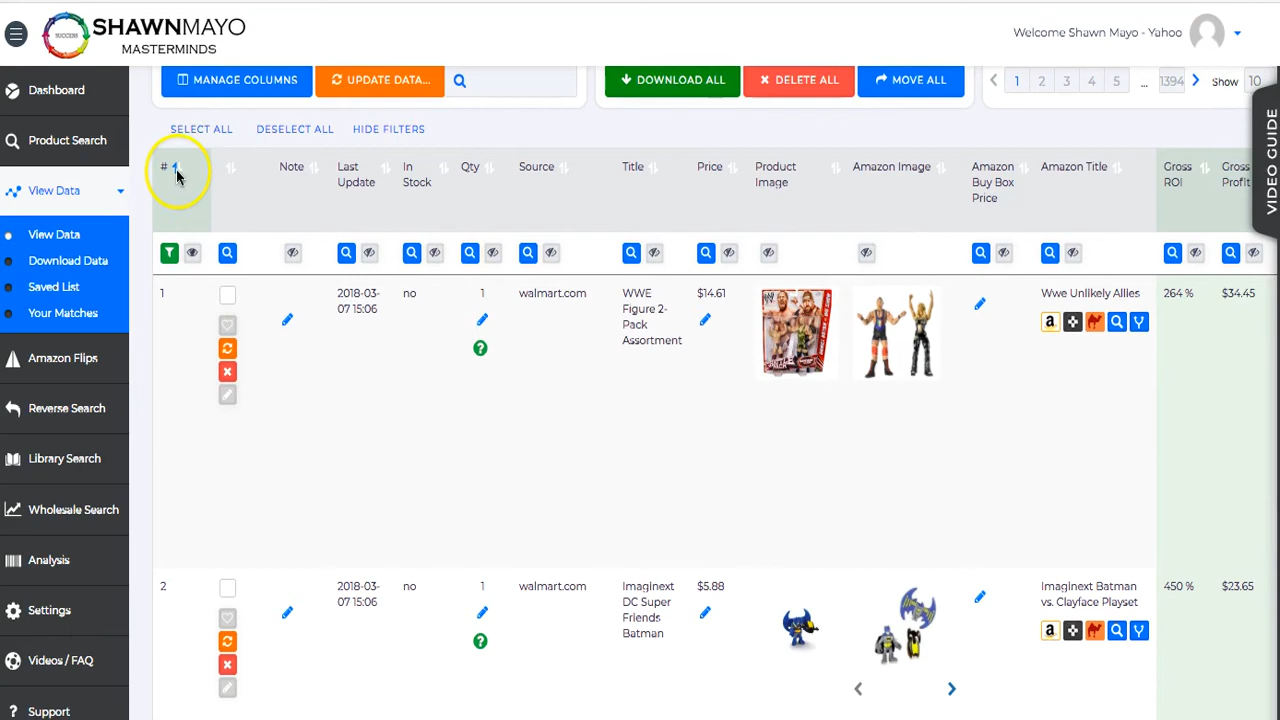 SHAWNMAYO
MASTERMINDS
SUCCESS
Welcome Shawn Mayo - Yahoo
Dashboard
Product Search
View Data
View Data
Download Data
Saved List
Your Matches
Amazon Flips
Reverse Search
Library Search
Wholesale Search
Analysis
Settings
Videos / FAQ
Support
MANAGE COLUMNS
UPDATE DATA...
DOWNLOAD ALL
DELETE ALL
MOVE ALL
1 2 3 4 5 ... 1394
Show 10
SELECT ALL
DESELECT ALL
HIDE FILTERS
VIDEO GUIDE
#
Note
Last
Update
In
Stock
Qty
Source
Title
Price
Product
Image
Amazon Image
Amazon
Buy Box
Price
Amazon Title
Gross
ROI
Gross
Profit
1
2018-03-
07 15:06
no
1
walmart.com
WWE
Figure 2-
Pack
Assortment
$14.61
Wwe Unlikely Allies
264 %
$34.45
2
2018-03-
07 15:06
no
1
walmart.com
Imaginext
DC Super
Friends
Batman
$5.88
Imaginext Batman
vs. Clayface Playset
450 %
$23.65